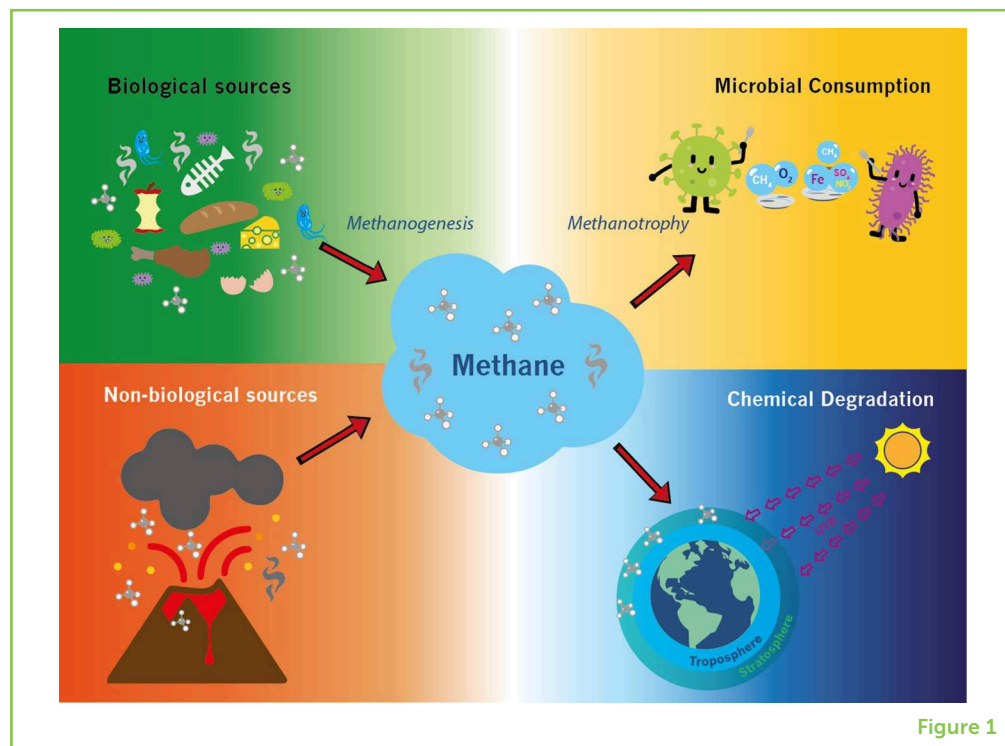 Biological sources
Microbial Consumption
CH₄
CH₄ O₂ Fe SO₄
NO₃
Methanogenesis
Methanotrophy
Methane
Non-biological sources
Chemical Degradation
UVB
Troposphere
Stratosphere
Figure 1